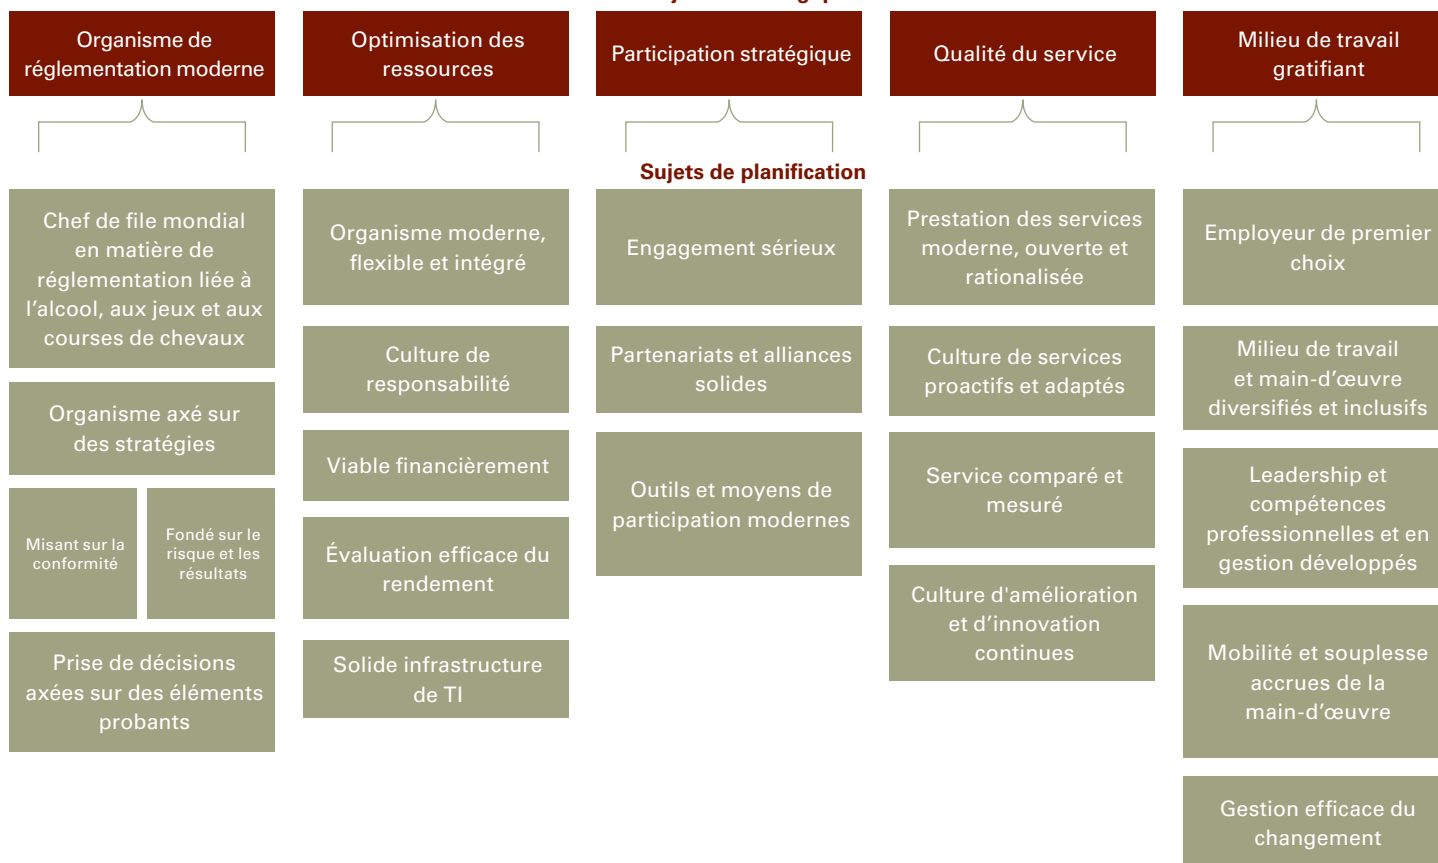 Organisme de
réglementation moderne
Optimisation des
ressources
Participation stratégique
Qualité du service
Milieu de travail
gratifiant
Sujets de planification
Chef de file mondial
en matière de
réglementation liée à
l’alcool, aux jeux et aux
courses de chevaux
Organisme axé sur
des stratégies
Misant sur la
conformité
Fondé sur le
risque et les
résultats
Prise de décisions
axées sur des éléments
probants
Organisme moderne,
flexible et intégré
Culture de
responsabilité
Viable financièrement
Évaluation efficace du
rendement
Solide infrastructure
de TI
Engagement sérieux
Partenariats et alliances
solides
Outils et moyens de
participation modernes
Prestation des services
moderne, ouverte et
rationalisée
Culture de services
proactifs et adaptés
Service comparé et
mesuré
Culture d'amélioration
et d’innovation
continues
Employeur de premier
choix
Milieu de travail
et main-d’œuvre
diversifiés et inclusifs
Leadership et
compétences
professionnelles et en
gestion développés
Mobilité et souplesse
accrues de la
main-d’œuvre
Gestion efficace du
changement